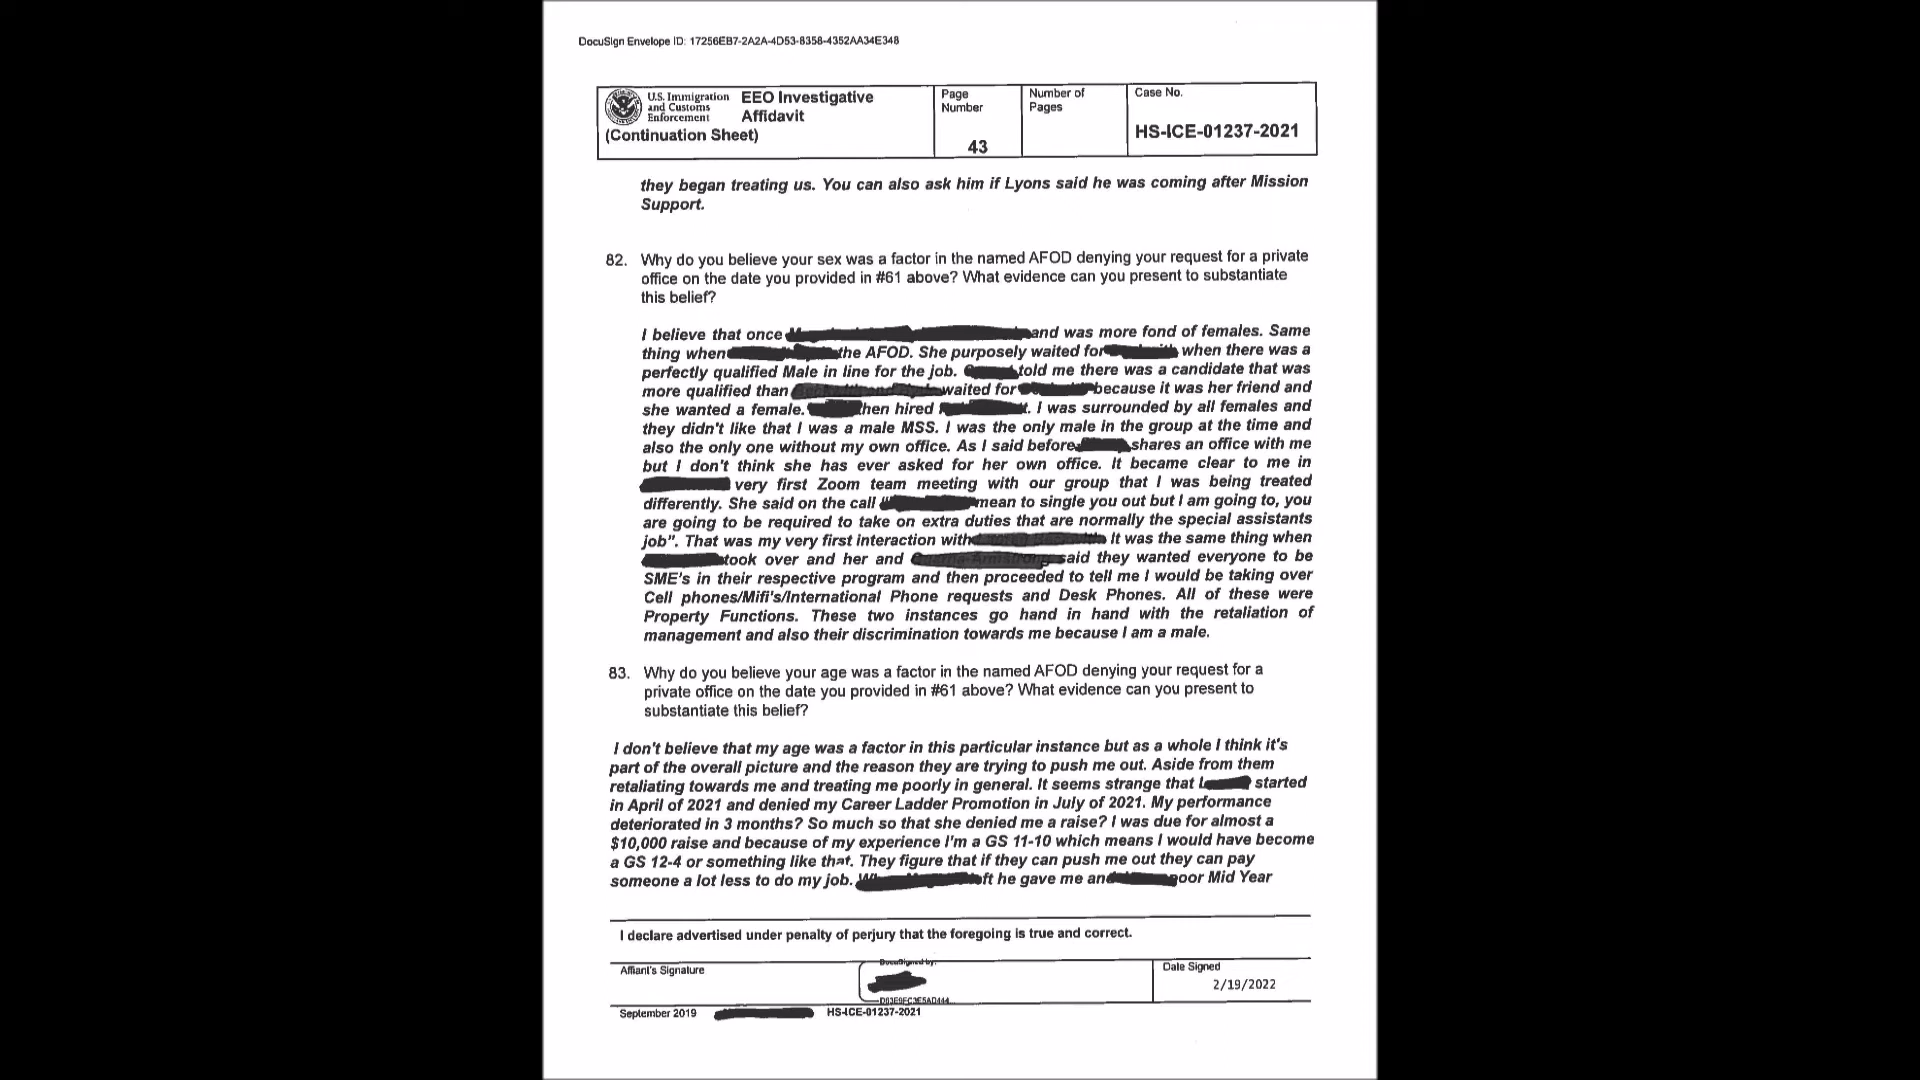 DocuSign Envelope ID: 17256EB7-2A2A-4D53-8358-4352AA34E348
U.S. Immigration and Customs Enforcement
EEO Investigative Affidavit
(Continuation Sheet)
Page Number
43
Number of Pages
Case No.
HS-ICE-01237-2021
they began treating us. You can also ask him if Lyons said he was coming after Mission
Support.
82. Why do you believe your sex was a factor in the named AFOD denying your request for a private
office on the date you provided in #61 above? What evidence can you present to substantiate
this belief?
I believe that once and was more fond of females. Same
thing when the AFOD. She purposely waited for when there was a
perfectly qualified Male in line for the job. told me there was a candidate that was
more qualified than waited for because it was her friend and
she wanted a female. hen hired . I was surrounded by all females and
they didn't like that I was a male MSS. I was the only male in the group at the time and
also the only one without my own office. As I said before shares an office with me
but I don't think she has ever asked for her own office. It became clear to me in
very first Zoom team meeting with our group that I was being treated
differently. She said on the call mean to single you out but I am going to, you
are going to be required to take on extra duties that are normally the special assistants
job". That was my very first interaction with It was the same thing when
took over and her and said they wanted everyone to be
SME's in their respective program and then proceeded to tell me I would be taking over
Cell phones/Mifi's/International Phone requests and Desk Phones. All of these were
Property Functions. These two instances go hand in hand with the retaliation of
management and also their discrimination towards me because I am a male.
83. Why do you believe your age was a factor in the named AFOD denying your request for a
private office on the date you provided in #61 above? What evidence can you present to
substantiate this belief?
I don't believe that my age was a factor in this particular instance but as a whole I think it's
part of the overall picture and the reason they are trying to push me out. Aside from them
retaliating towards me and treating me poorly in general. It seems strange that started
in April of 2021 and denied my Career Ladder Promotion in July of 2021. My performance
deteriorated in 3 months? So much so that she denied me a raise? I was due for almost a
$10,000 raise and because of my experience I'm a GS 11-10 which means I would have become
a GS 12-4 or something like that. They figure that if they can push me out they can pay
someone a lot less to do my job. ft he gave me and oor Mid Year
I declare advertised under penalty of perjury that the foregoing is true and correct.
Affiant's Signature
DocuSigned by:
Date Signed
2/19/2022
September 2019 HS-ICE-01237-2021